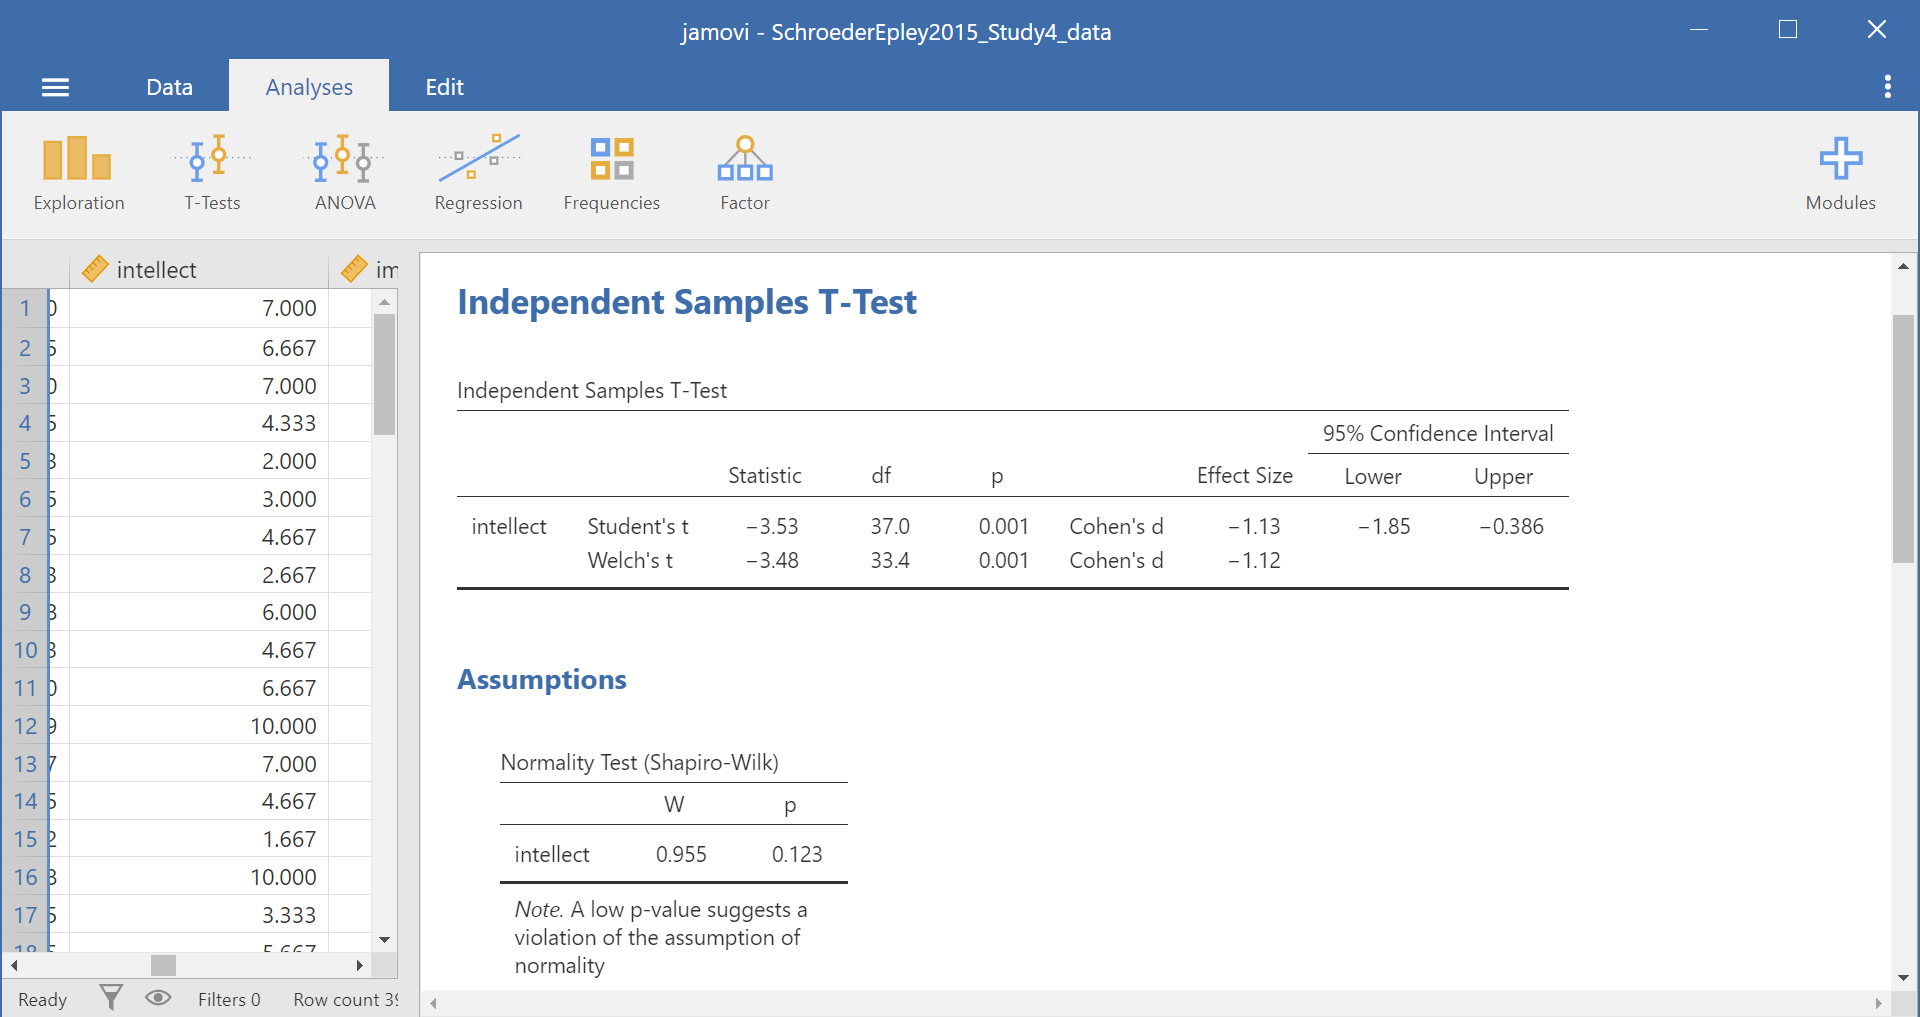 jamovi - SchroederEpley2015_Study4_data
Data Analyses Edit
Exploration T-Tests ANOVA Regression Frequencies Factor Modules
intellect im
1 7.000
2 6.667
3 7.000
4 4.333
5 2.000
6 3.000
7 4.667
8 2.667
9 6.000
10 4.667
11 6.667
12 10.000
13 7.000
14 4.667
15 1.667
16 10.000
17 3.333
18 5.667
Ready Filters 0 Row count 39
Independent Samples T-Test
Independent Samples T-Test
95% Confidence Interval
Statistic df p Effect Size Lower Upper
intellect Student's t −3.53 37.0 0.001 Cohen's d −1.13 −1.85 −0.386
Welch's t −3.48 33.4 0.001 Cohen's d −1.12
Assumptions
Normality Test (Shapiro-Wilk)
W p
intellect 0.955 0.123
Note. A low p-value suggests a
violation of the assumption of
normality